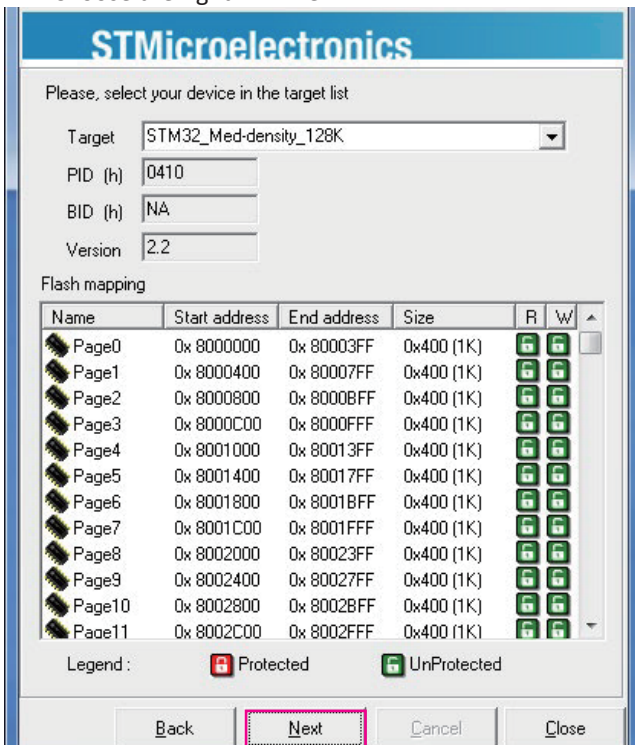 STMicroelectronics
Please, select your device in the target list
Target STM32_Med-density_128K
PID (h) 0410
BID (h) NA
Version 2.2
Flash mapping
Name Start address End address Size R W
Page0 0x 8000000 0x 80003FF 0x400 (1K)
Page1 0x 8000400 0x 80007FF 0x400 (1K)
Page2 0x 8000800 0x 8000BFF 0x400 (1K)
Page3 0x 8000C00 0x 8000FFF 0x400 (1K)
Page4 0x 8001000 0x 80013FF 0x400 (1K)
Page5 0x 8001400 0x 80017FF 0x400 (1K)
Page6 0x 8001800 0x 8001BFF 0x400 (1K)
Page7 0x 8001C00 0x 8001FFF 0x400 (1K)
Page8 0x 8002000 0x 80023FF 0x400 (1K)
Page9 0x 8002400 0x 80027FF 0x400 (1K)
Page10 0x 8002800 0x 8002BFF 0x400 (1K)
Page11 0x 8002C00 0x 8002FFF 0x400 (1K)
Legend : Protected UnProtected
Back Next Cancel Close